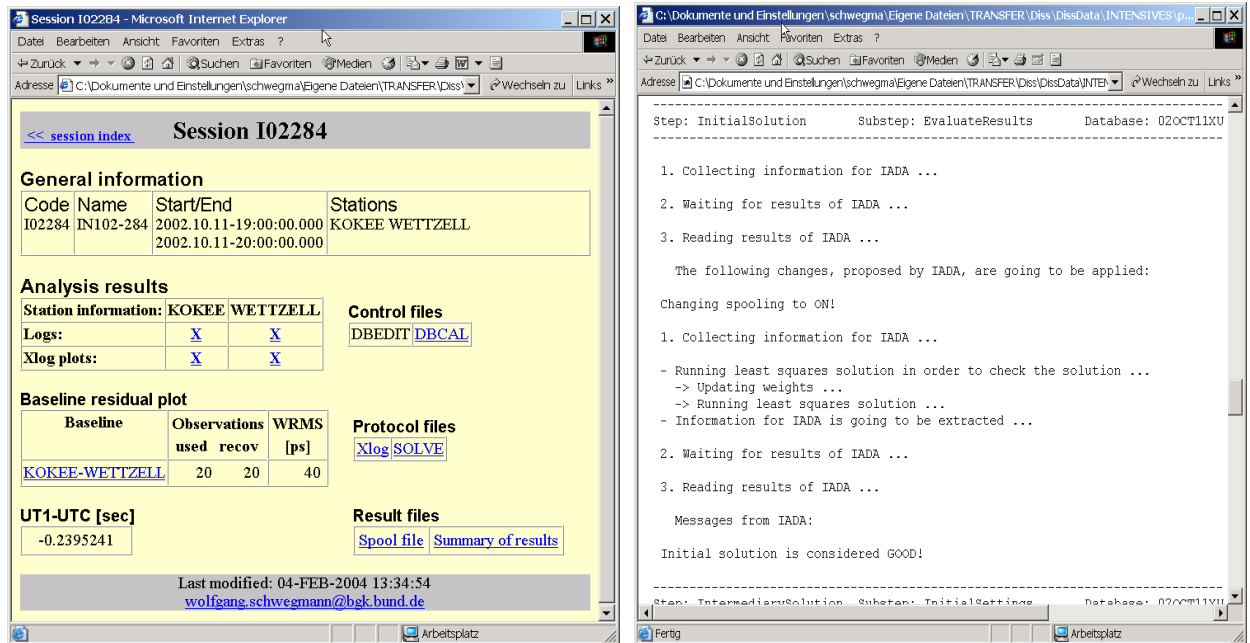 Session I02284 - Microsoft Internet Explorer
Datei Bearbeiten Ansicht Favoriten Extras ?
Zurück Suchen Favoriten Medien
Adresse C:\Dokumente und Einstellungen\schwegma\Eigene Dateien\TRANSFER\Diss\ Wechseln zu Links »
<< session index Session I02284
General information
Code Name Start/End Stations
I02284 IN102-284 2002.10.11-19:00:00.000 KOKEE WETTZELL
2002.10.11-20:00:00.000
Analysis results
Station information: KOKEE WETTZELL
Logs: X X
Xlog plots: X X
Control files
DBEDIT DBCAL
Baseline residual plot
Baseline Observations WRMS
used recov [ps]
KOKEE-WETTZELL 20 20 40
Protocol files
Xlog SOLVE
UT1-UTC [sec]
-0.2395241
Result files
Spool file Summary of results
Last modified: 04-FEB-2004 13:34:54
wolfgang.schwegmann@bgk.bund.de
Arbeitsplatz
C:\Dokumente und Einstellungen\schwegma\Eigene Dateien\TRANSFER\Diss\DissData\INTENSIVES\p...
Datei Bearbeiten Ansicht Favoriten Extras ?
Zurück Suchen Favoriten Medien
Adresse C:\Dokumente und Einstellungen\schwegma\Eigene Dateien\TRANSFER\Diss\DissData\INTEN Wechseln zu Links »
Step: InitialSolution Substep: EvaluateResults Database: 02OCT11XU
1. Collecting information for IADA ...
2. Waiting for results of IADA ...
3. Reading results of IADA ...
The following changes, proposed by IADA, are going to be applied:
Changing spooling to ON!
1. Collecting information for IADA ...
- Running least squares solution in order to check the solution ...
-> Updating weights ...
-> Running least squares solution ...
- Information for IADA is going to be extracted ...
2. Waiting for results of IADA ...
3. Reading results of IADA ...
Messages from IADA:
Initial solution is considered GOOD!
Step: IntermediarySolution Substep: InitialSettings Database: 02OCT11XU
Fertig
Arbeitsplatz